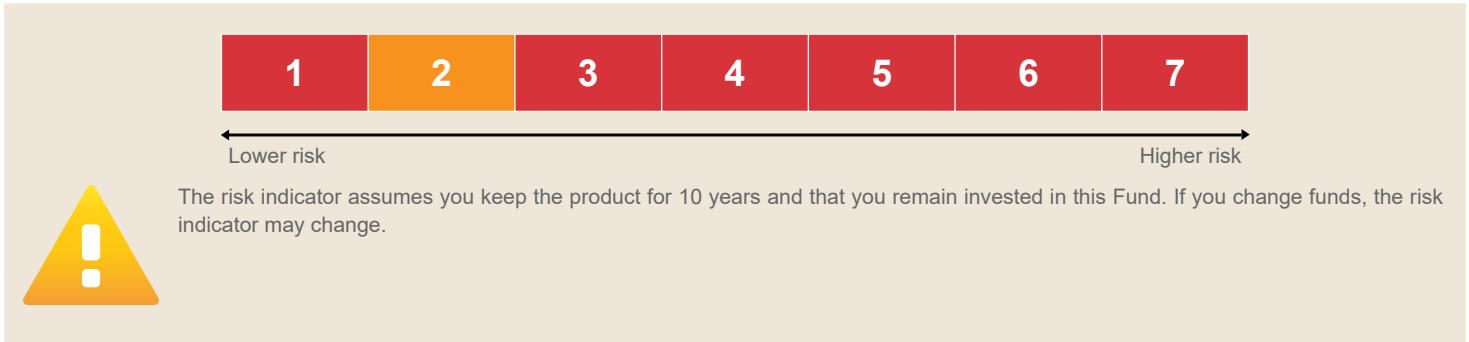 1 2 3 4 5 6 7
Lower risk Higher risk
The risk indicator assumes you keep the product for 10 years and that you remain invested in this Fund. If you change funds, the risk
indicator may change.